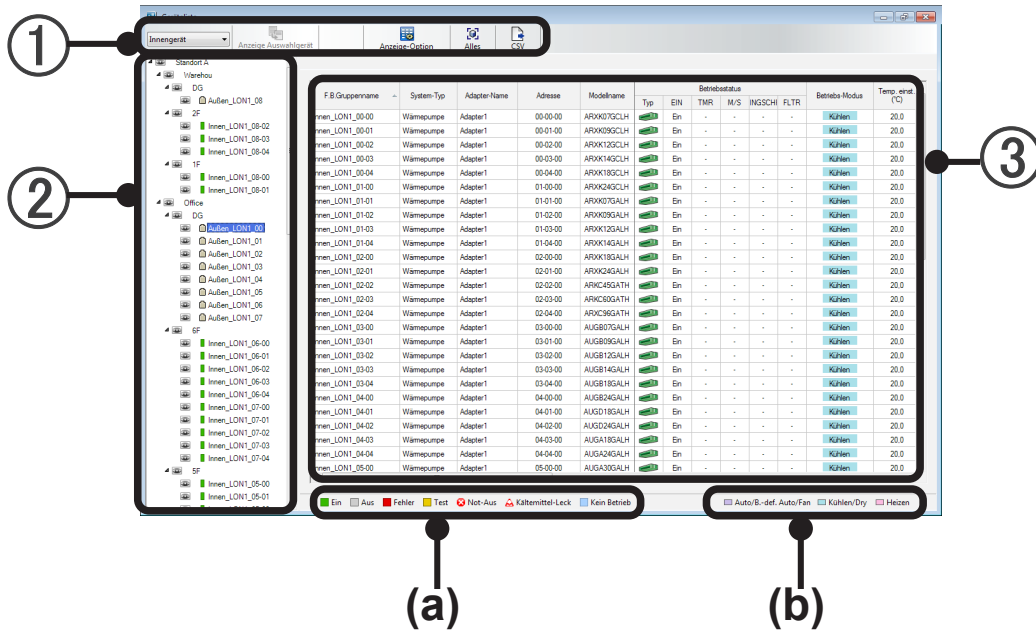 ①
Innengerät
Anzeige Auswahlgerät
Anzeige-Option
Alles
CSV
②
Standort A
Warehou
DG
Außen_LON1_08
2F
Innen_LON1_08-02
Innen_LON1_08-03
Innen_LON1_08-04
1F
Innen_LON1_08-00
Innen_LON1_08-01
Office
DG
Außen_LON1_00
Außen_LON1_01
Außen_LON1_02
Außen_LON1_03
Außen_LON1_04
Außen_LON1_05
Außen_LON1_06
Außen_LON1_07
6F
Innen_LON1_06-00
Innen_LON1_06-01
Innen_LON1_06-02
Innen_LON1_06-03
Innen_LON1_06-04
Innen_LON1_07-00
Innen_LON1_07-01
Innen_LON1_07-02
Innen_LON1_07-03
Innen_LON1_07-04
5F
Innen_LON1_05-00
Innen_LON1_05-01
③
Betriebsstatus
F.B.Gruppenname System-Typ Adapter-Name Adresse Modellname Typ EIN TMR M/S INGSCHI FLTR Betriebs-Modus Temp. einst. (°C)
nnen_LON1_00-00 Wärmepumpe Adapter1 00-00-00 ARXK07GCLH Ein - - - - Kühlen 20,0
nnen_LON1_00-01 Wärmepumpe Adapter1 00-01-00 ARXK09GCLH Ein - - - - Kühlen 20,0
nnen_LON1_00-02 Wärmepumpe Adapter1 00-02-00 ARXK12GCLH Ein - - - - Kühlen 20,0
nnen_LON1_00-03 Wärmepumpe Adapter1 00-03-00 ARXK14GCLH Ein - - - - Kühlen 20,0
nnen_LON1_00-04 Wärmepumpe Adapter1 00-04-00 ARXK18GCLH Ein - - - - Kühlen 20,0
nnen_LON1_01-00 Wärmepumpe Adapter1 01-00-00 ARXK24GCLH Ein - - - - Kühlen 20,0
nnen_LON1_01-01 Wärmepumpe Adapter1 01-01-00 ARXK07GALH Ein - - - - Kühlen 20,0
nnen_LON1_01-02 Wärmepumpe Adapter1 01-02-00 ARXK09GALH Ein - - - - Kühlen 20,0
nnen_LON1_01-03 Wärmepumpe Adapter1 01-03-00 ARXK12GALH Ein - - - - Kühlen 20,0
nnen_LON1_01-04 Wärmepumpe Adapter1 01-04-00 ARXK14GALH Ein - - - - Kühlen 20,0
nnen_LON1_02-00 Wärmepumpe Adapter1 02-00-00 ARXK18GALH Ein - - - - Kühlen 20,0
nnen_LON1_02-01 Wärmepumpe Adapter1 02-01-00 ARXK24GALH Ein - - - - Kühlen 20,0
nnen_LON1_02-02 Wärmepumpe Adapter1 02-02-00 ARKC45GATH Ein - - - - Kühlen 20,0
nnen_LON1_02-03 Wärmepumpe Adapter1 02-03-00 ARKC60GATH Ein - - - - Kühlen 20,0
nnen_LON1_02-04 Wärmepumpe Adapter1 02-04-00 ARXC96GATH Ein - - - - Kühlen 20,0
nnen_LON1_03-00 Wärmepumpe Adapter1 03-00-00 AUGB07GALH Ein - - - - Kühlen 20,0
nnen_LON1_03-01 Wärmepumpe Adapter1 03-01-00 AUGB09GALH Ein - - - - Kühlen 20,0
nnen_LON1_03-02 Wärmepumpe Adapter1 03-02-00 AUGB12GALH Ein - - - - Kühlen 20,0
nnen_LON1_03-03 Wärmepumpe Adapter1 03-03-00 AUGB14GALH Ein - - - - Kühlen 20,0
nnen_LON1_03-04 Wärmepumpe Adapter1 03-04-00 AUGB18GALH Ein - - - - Kühlen 20,0
nnen_LON1_04-00 Wärmepumpe Adapter1 04-00-00 AUGB24GALH Ein - - - - Kühlen 20,0
nnen_LON1_04-01 Wärmepumpe Adapter1 04-01-00 AUGD18GALH Ein - - - - Kühlen 20,0
nnen_LON1_04-02 Wärmepumpe Adapter1 04-02-00 AUGD24GALH Ein - - - - Kühlen 20,0
nnen_LON1_04-03 Wärmepumpe Adapter1 04-03-00 AUGA18GALH Ein - - - - Kühlen 20,0
nnen_LON1_04-04 Wärmepumpe Adapter1 04-04-00 AUGA24GALH Ein - - - - Kühlen 20,0
nnen_LON1_05-00 Wärmepumpe Adapter1 05-00-00 AUGA30GALH Ein - - - - Kühlen 20,0
Ein Aus Fehler Test Not-Aus Kältemittel-Leck Kein Betrieb
Auto/B.-def. Auto/Fan Kühlen/Dry Heizen
(a)
(b)